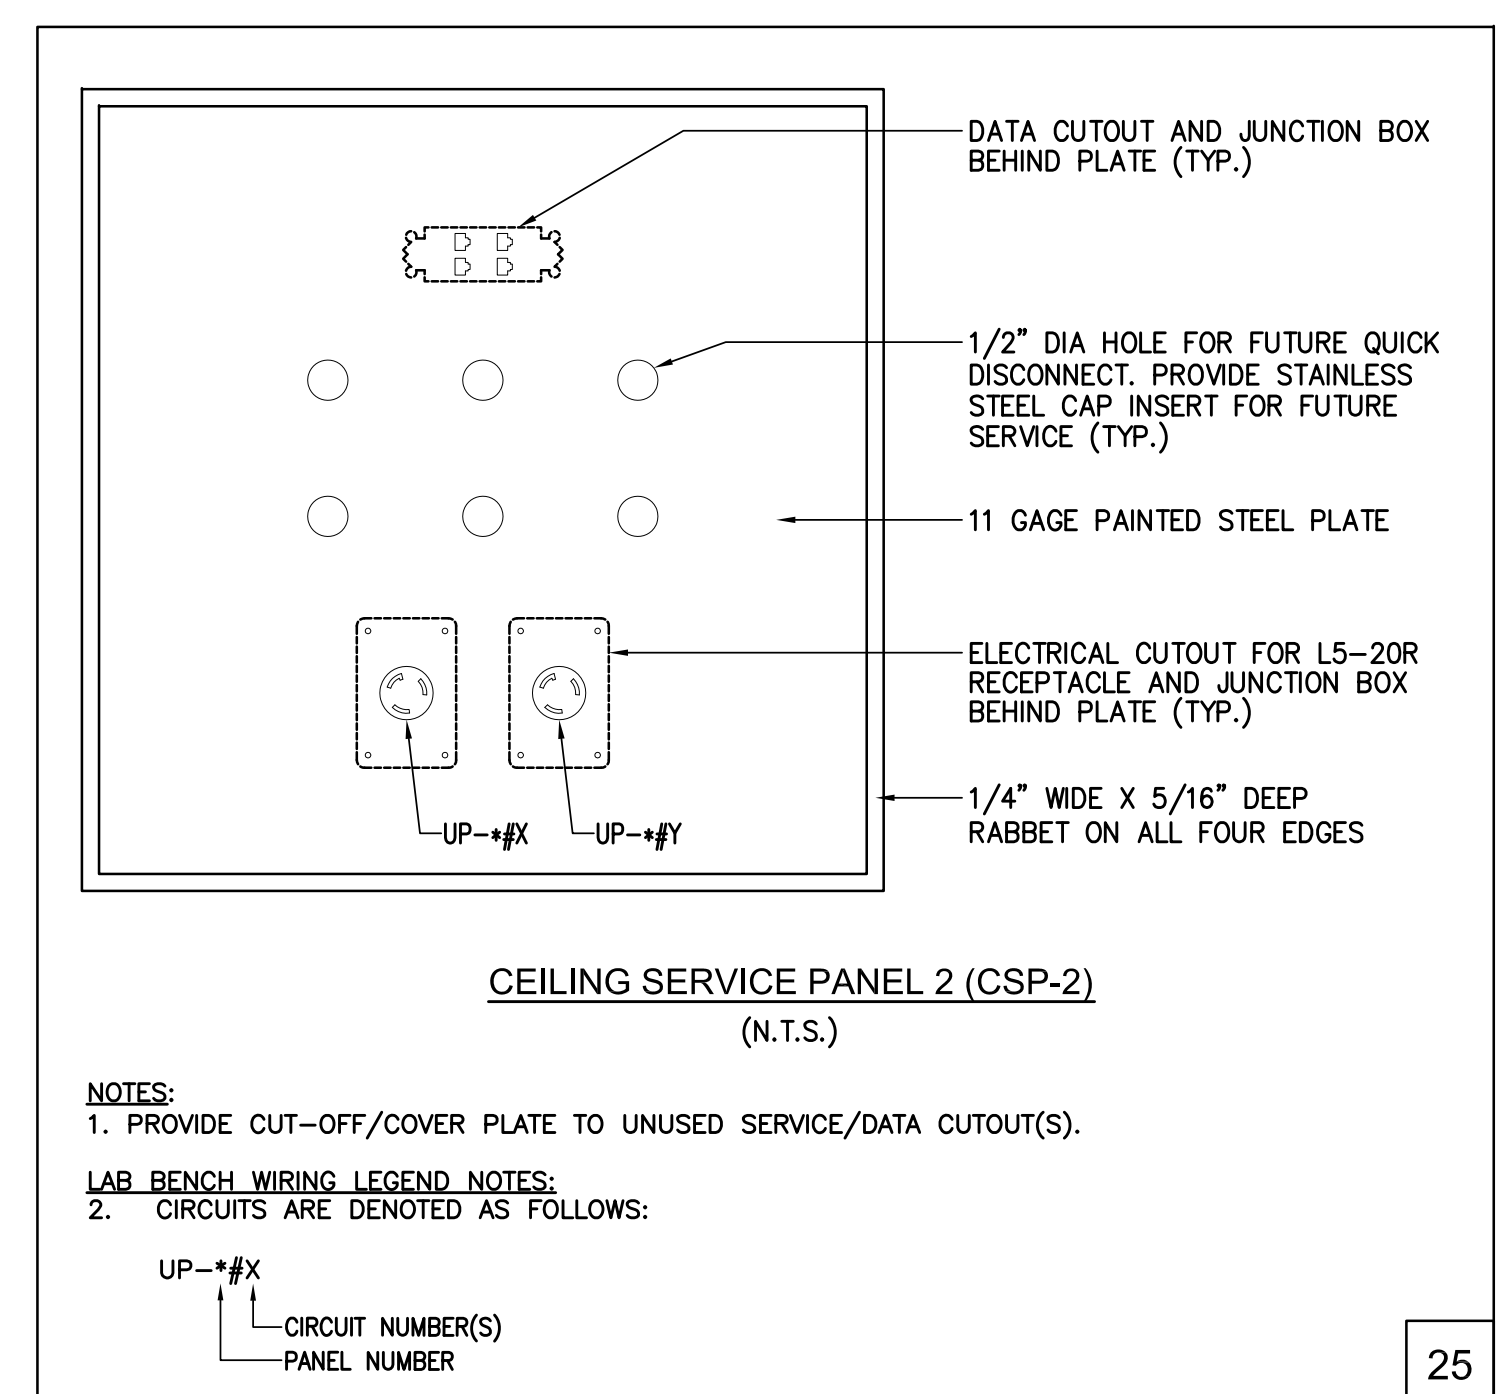 DATA CUTOUT AND JUNCTION BOX
BEHIND PLATE (TYP.)
1/2" DIA HOLE FOR FUTURE QUICK
DISCONNECT. PROVIDE STAINLESS
STEEL CAP INSERT FOR FUTURE
SERVICE (TYP.)
11 GAGE PAINTED STEEL PLATE
ELECTRICAL CUTOUT FOR L5-20R
RECEPTACLE AND JUNCTION BOX
BEHIND PLATE (TYP.)
1/4" WIDE X 5/16" DEEP
RABBET ON ALL FOUR EDGES
UP-*#X
UP-*#Y
CEILING SERVICE PANEL 2 (CSP-2)
(N.T.S.)
NOTES:
1. PROVIDE CUT-OFF/COVER PLATE TO UNUSED SERVICE/DATA CUTOUT(S).
LAB BENCH WIRING LEGEND NOTES:
2. CIRCUITS ARE DENOTED AS FOLLOWS:
UP-*#X
CIRCUIT NUMBER(S)
PANEL NUMBER
25